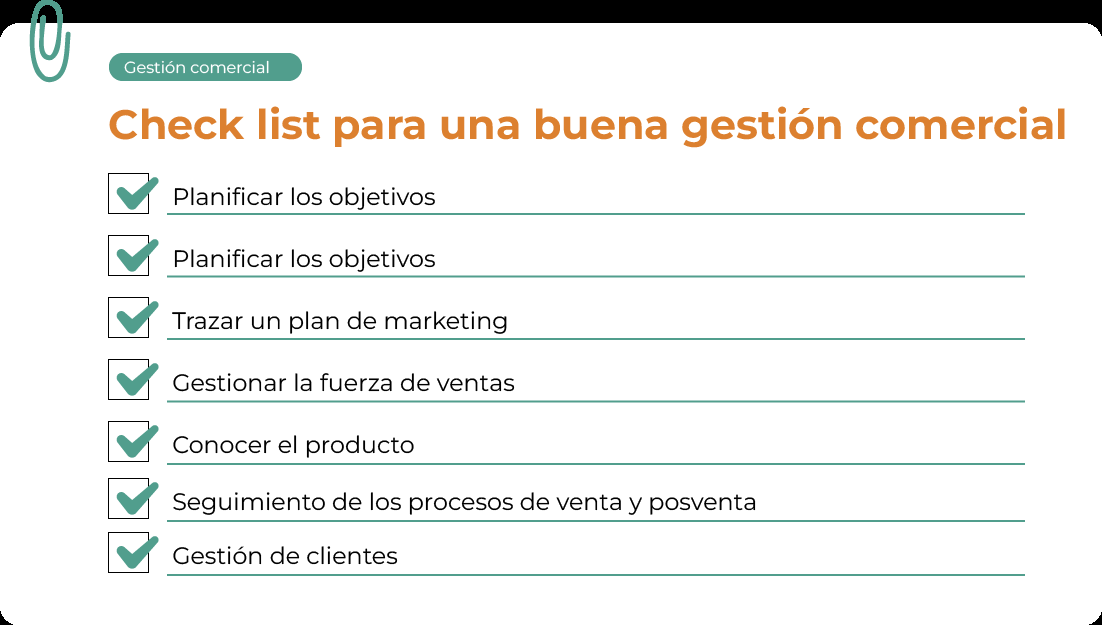 Gestión comercial
Check list para una buena gestión comercial
Planificar los objetivos
Planificar los objetivos
Trazar un plan de marketing
Gestionar la fuerza de ventas
Conocer el producto
Seguimiento de los procesos de venta y posventa
Gestión de clientes